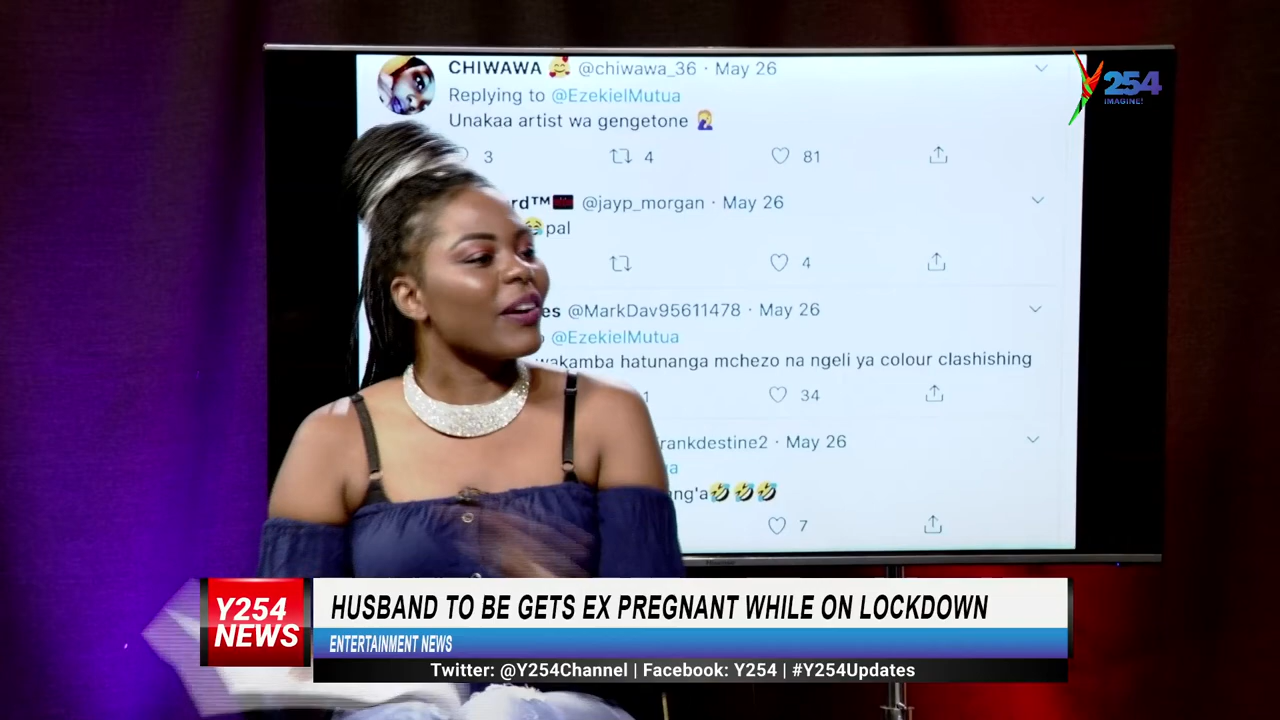 CHIWAWA 🥰 @chiwawa_36 · May 26
Replying to @EzekielMutua
Unakaa artist wa gengetone 🤦
3 4 81
@jayp_morgan · May 26
pal
4
@MarkDav95611478 · May 26
@EzekielMutua
wakamba hatunanga mchezo na ngeli ya colour clashishing
1 34
rankdestine2 · May 26
7
254
IMAGINE!
Y254
NEWS
HUSBAND TO BE GETS EX PREGNANT WHILE ON LOCKDOWN
ENTERTAINMENT NEWS
Twitter: @Y254Channel | Facebook: Y254 | #Y254Updates